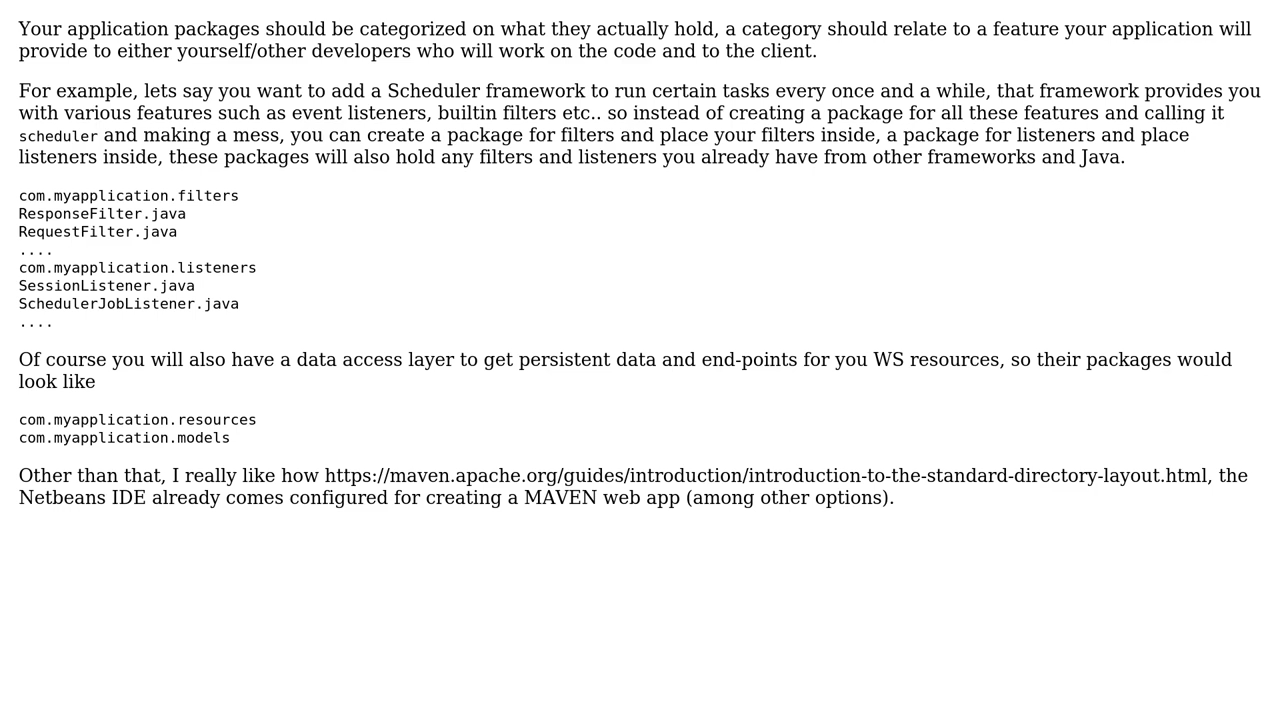 Your application packages should be categorized on what they actually hold, a category should relate to a feature your application will
provide to either yourself/other developers who will work on the code and to the client.
For example, lets say you want to add a Scheduler framework to run certain tasks every once and a while, that framework provides you
with various features such as event listeners, builtin filters etc.. so instead of creating a package for all these features and calling it
scheduler and making a mess, you can create a package for filters and place your filters inside, a package for listeners and place
listeners inside, these packages will also hold any filters and listeners you already have from other frameworks and Java.
com.myapplication.filters
ResponseFilter.java
RequestFilter.java
....
com.myapplication.listeners
SessionListener.java
SchedulerJobListener.java
....
Of course you will also have a data access layer to get persistent data and end-points for you WS resources, so their packages would
look like
com.myapplication.resources
com.myapplication.models
Other than that, I really like how https://maven.apache.org/guides/introduction/introduction-to-the-standard-directory-layout.html, the
Netbeans IDE already comes configured for creating a MAVEN web app (among other options).